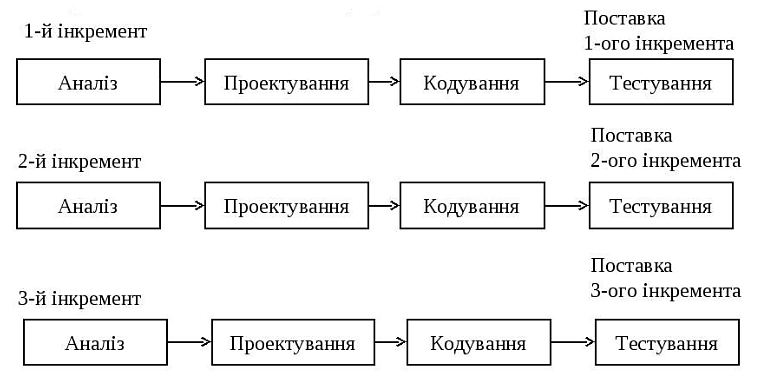 1-й інкремент
Поставка
1-ого інкремента
Аналіз
Проектування
Кодування
Тестування
2-й інкремент
Поставка
2-ого інкремента
Аналіз
Проектування
Кодування
Тестування
3-й інкремент
Поставка
3-ого інкремента
Аналіз
Проектування
Кодування
Тестування